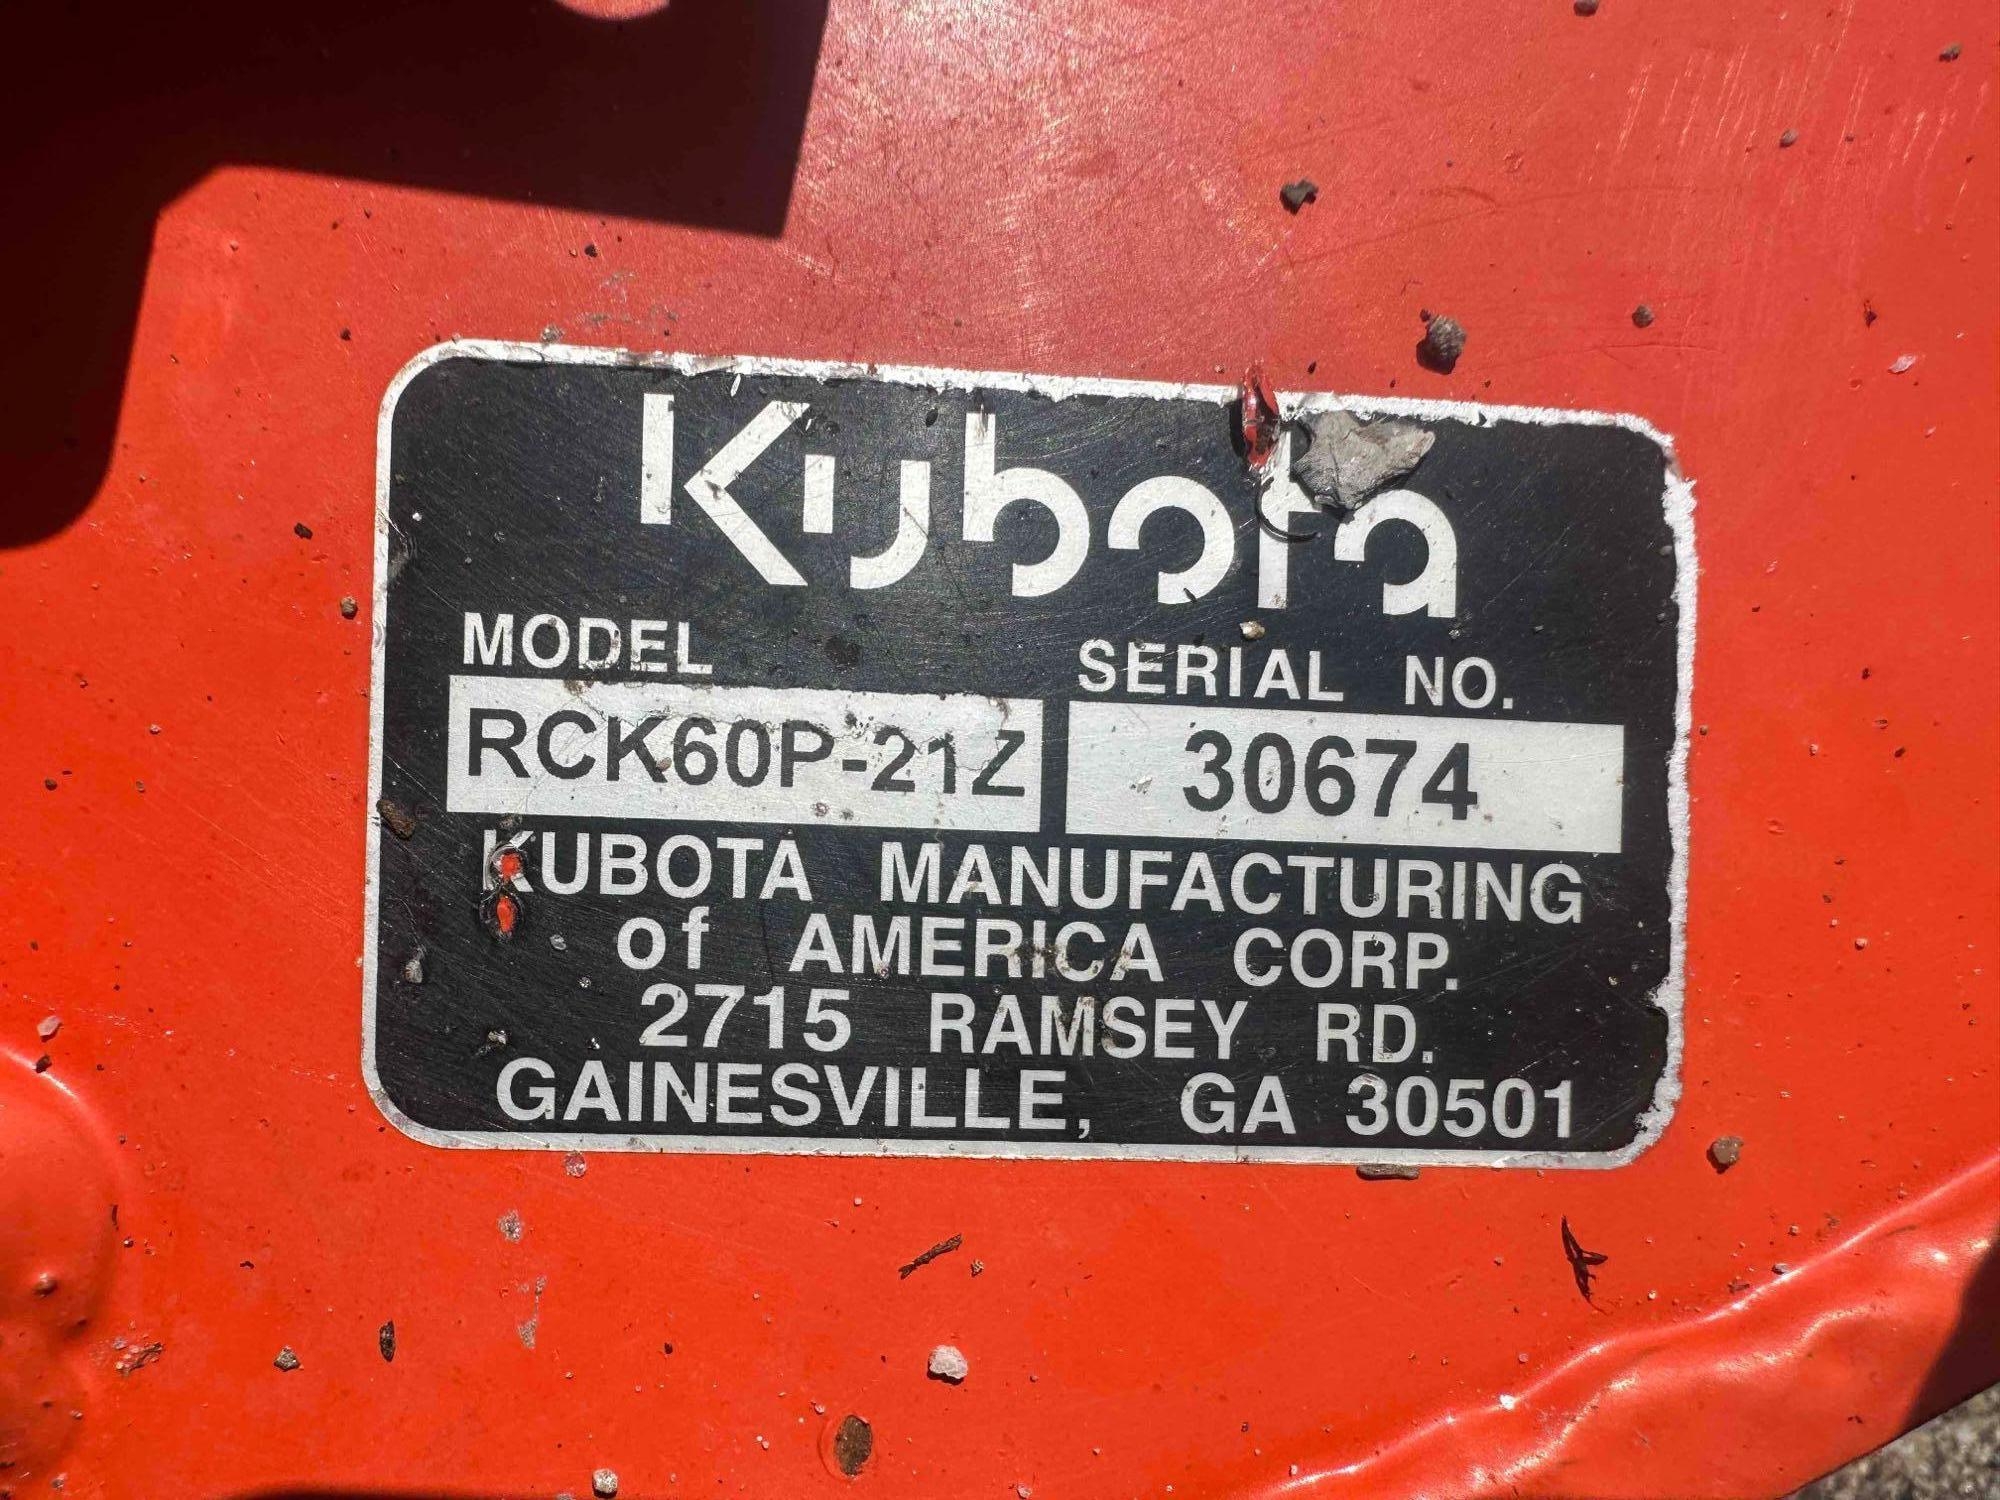 Kubota
MODEL SERIAL NO.
RCK60P-21Z 30674
KUBOTA MANUFACTURING
of AMERICA CORP.
2715 RAMSEY RD.
GAINESVILLE, GA 30501